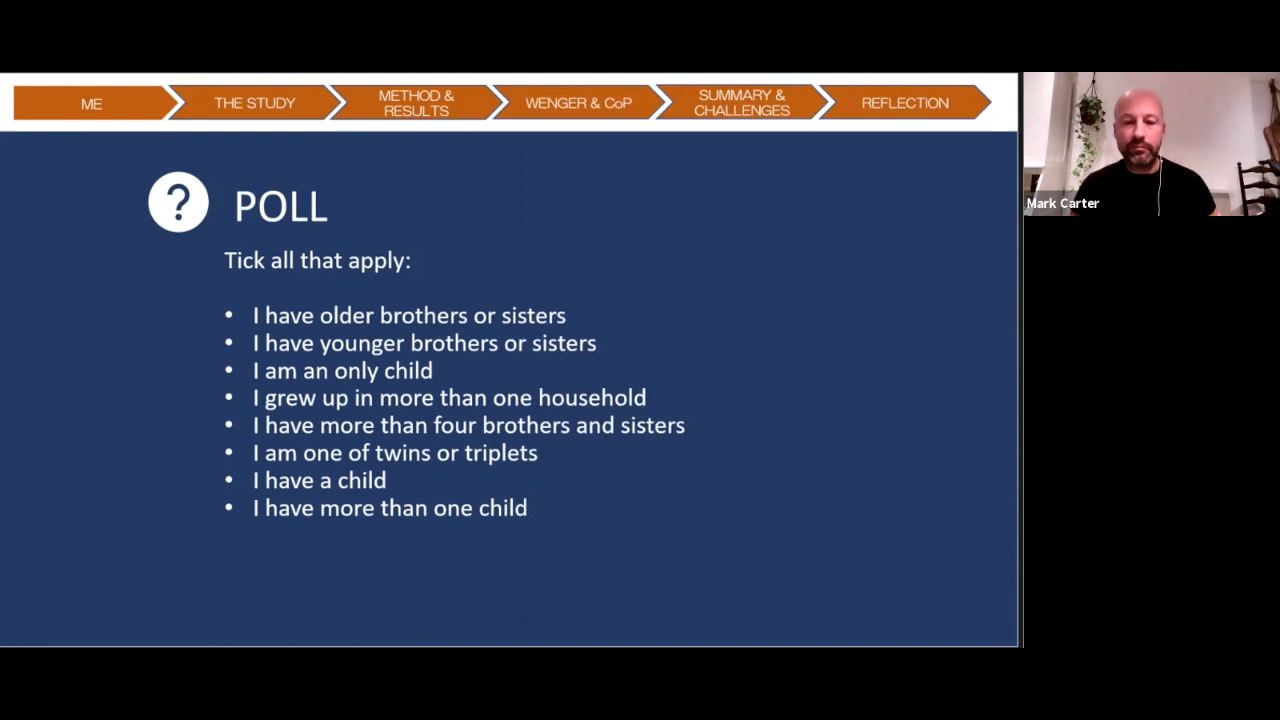 ME
THE STUDY
METHOD &
RESULTS
WENGER & CoP
SUMMARY &
CHALLENGES
REFLECTION
?
POLL
Tick all that apply:
• I have older brothers or sisters
• I have younger brothers or sisters
• I am an only child
• I grew up in more than one household
• I have more than four brothers and sisters
• I am one of twins or triplets
• I have a child
• I have more than one child
Mark Carter